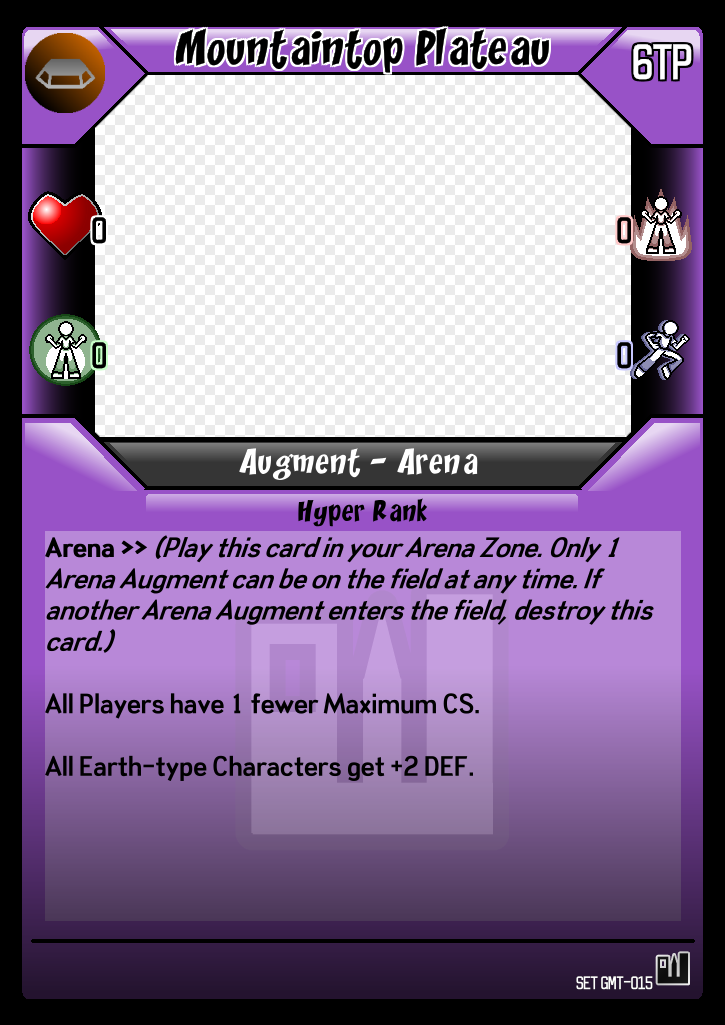 Mountaintop Plateau
6TP
0
0
0
0
Augment - Arena
Hyper Rank
Arena >> (Play this card in your Arena Zone. Only 1
Arena Augment can be on the field at any time. If
another Arena Augment enters the field, destroy this
card.)
All Players have 1 fewer Maximum CS.
All Earth-type Characters get +2 DEF.
SET GMT-015